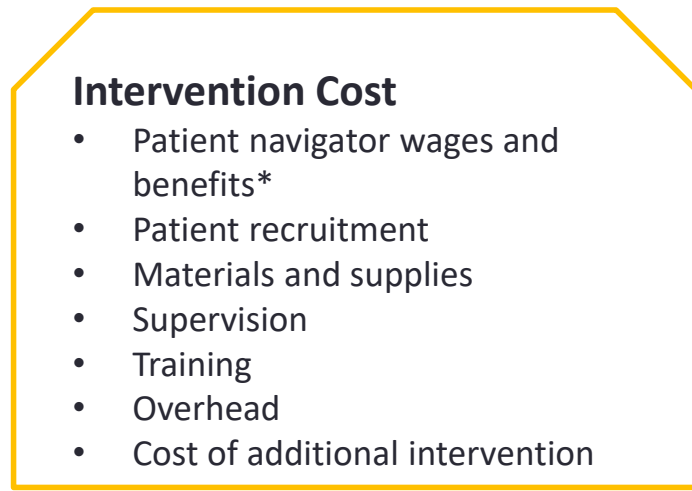 Intervention Cost
• Patient navigator wages and
benefits*
• Patient recruitment
• Materials and supplies
• Supervision
• Training
• Overhead
• Cost of additional intervention